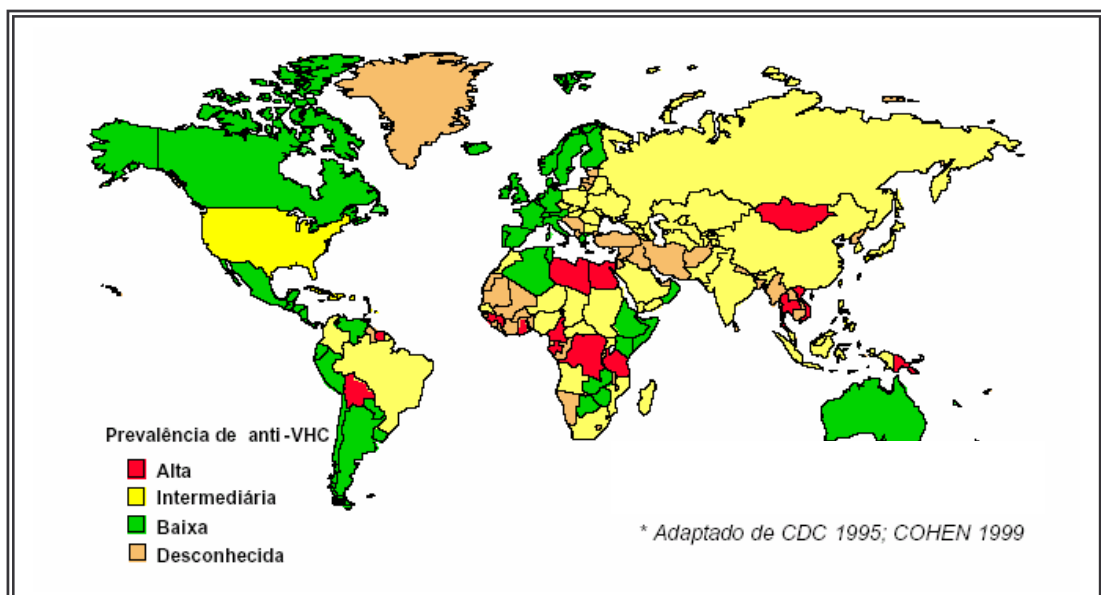 Prevalência de anti-VHC
Alta
Intermediária
Baixa
Desconhecida
* Adaptado de CDC 1995; COHEN 1999